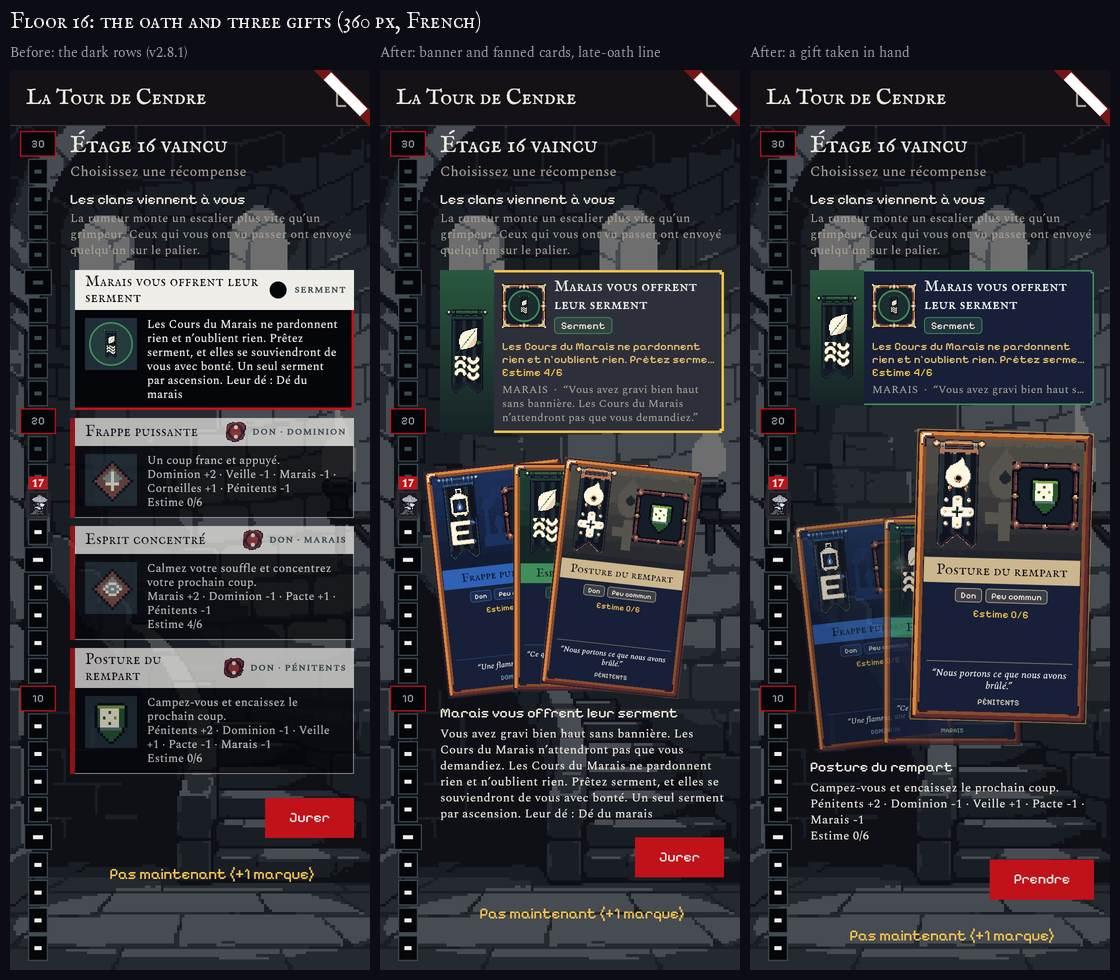 Floor 16: the oath and three gifts (360 px, French)
Before: the dark rows (v2.8.1)
After: banner and fanned cards, late-oath line
After: a gift taken in hand
La Tour de Cendre
30
Étage 16 vaincu
Choisissez une récompense
Les clans viennent à vous
La rumeur monte un escalier plus vite qu’un
grimpeur. Ceux qui vous ont vu passer ont envoyé
quelqu’un sur le palier.
Marais vous offrent leur
serment
SERMENT
Les Cours du Marais ne pardonnent
rien et n’oublient rien. Prêtez
serment, et elles se souviendront de
vous avec bonté. Un seul serment
par ascension. Leur dé : Dé du
marais
20
Frappe puissante
DON · DOMINION
Un coup franc et appuyé.
Dominion +2 · Veille -1 · Marais -1 ·
Corneilles +1 · Pénitents -1
Estime 0/6
17
Esprit concentré
DON · MARAIS
Calmez votre souffle et concentrez
votre prochain coup.
Marais +2 · Dominion -1 · Pacte +1 ·
Pénitents -1
Estime 4/6
Posture du
rempart
DON · PÉNITENTS
10
Campez-vous et encaissez le
prochain coup.
Pénitents +2 · Dominion -1 · Veille
+1 · Pacte -1 · Marais -1
Estime 0/6
Jurer
Pas maintenant (+1 marque)
La Tour de Cendre
30
Étage 16 vaincu
Choisissez une récompense
Les clans viennent à vous
La rumeur monte un escalier plus vite qu’un
grimpeur. Ceux qui vous ont vu passer ont envoyé
quelqu’un sur le palier.
Marais vous offrent
leur serment
Serment
Les Cours du Marais ne pardonnent
rien et n’oublient rien. Prêtez serme…
Estime 4/6
MARAIS · “Vous avez gravi bien haut
sans bannière. Les Cours du Marais
n’attendront pas que vous demandiez.”
20
17
E
Frappe pui
Don
Peu
Estime
“Une flam
DOM
Esp
“Ce q
Posture du rempart
Don
Peu commun
Estime 0/6
“Nous portons ce que nous avons
brûlé.”
PÉNITENTS
10
Marais vous offrent leur serment
Vous avez gravi bien haut sans bannière. Les
Cours du Marais n’attendront pas que vous
demandiez. Les Cours du Marais ne pardonnent
rien et n’oublient rien. Prêtez serment, et elles se
souviendront de vous avec bonté. Un seul serment
par ascension. Leur dé : Dé du marais
Jurer
Pas maintenant (+1 marque)
La Tour de Cendre
30
Étage 16 vaincu
Choisissez une récompense
Les clans viennent à vous
La rumeur monte un escalier plus vite qu’un
grimpeur. Ceux qui vous ont vu passer ont envoyé
quelqu’un sur le palier.
Marais vous offrent
leur serment
Serment
Les Cours du Marais ne pardonnent
rien et n’oublient rien. Prêtez serme…
Estime 4/6
MARAIS · “Vous avez gravi bien haut s…
20
17
E
Frappe pui
Don
Peu
Estime
“Une flamm
DOM
Es
“Ce
MARAIS
Posture du rempart
Don
Peu commun
Estime 0/6
“Nous portons ce que nous avons
brûlé.”
PÉNITENTS
10
Posture du rempart
Campez-vous et encaissez le prochain coup.
Pénitents +2 · Dominion -1 · Veille +1 · Pacte -1 ·
Marais -1
Estime 0/6
Prendre
Pas maintenant (+1 marque)